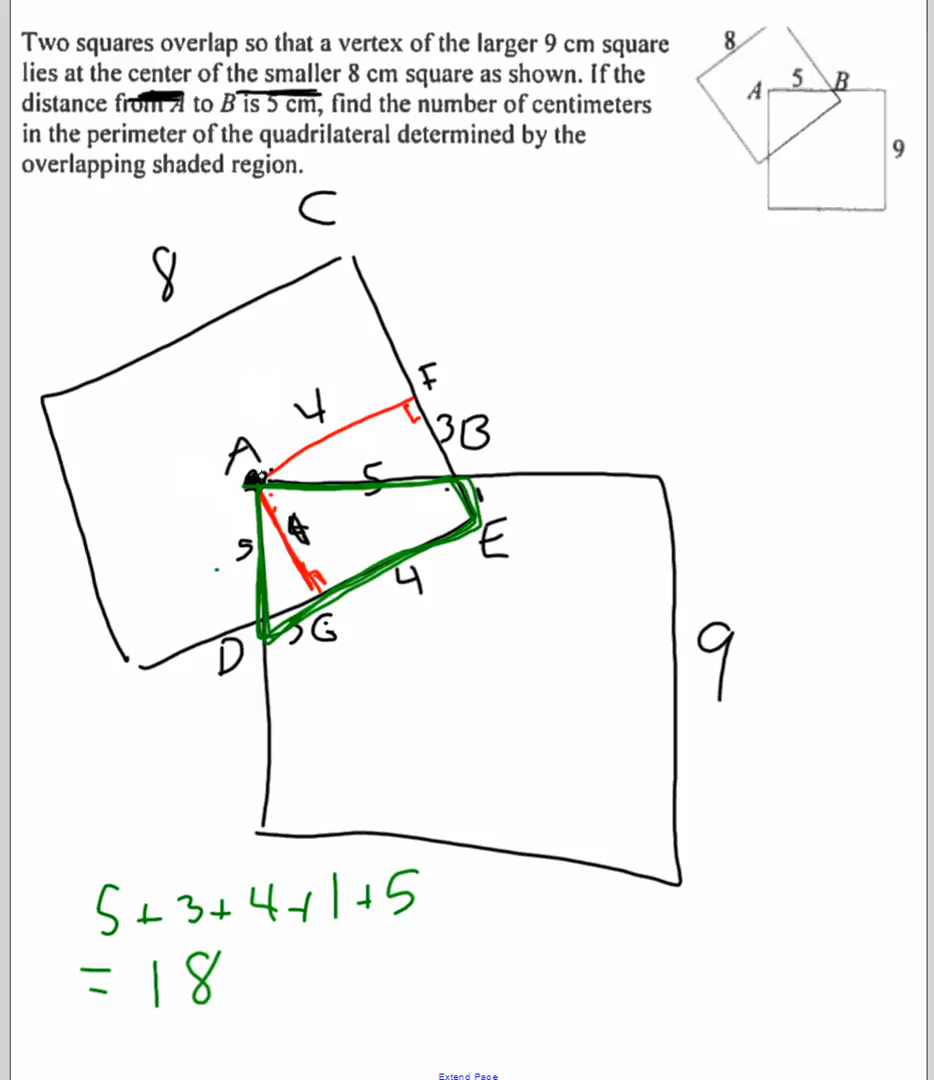 Two squares overlap so that a vertex of the larger 9 cm square
lies at the center of the smaller 8 cm square as shown. If the
distance from A to B is 5 cm, find the number of centimeters
in the perimeter of the quadrilateral determined by the
overlapping shaded region.
8
A 5 B
9
C
8
F
4
3 B
A
5
1
5
4
E
4
3 G
D
9
5 + 3 + 4 + 1 + 5
= 18
Extend Page